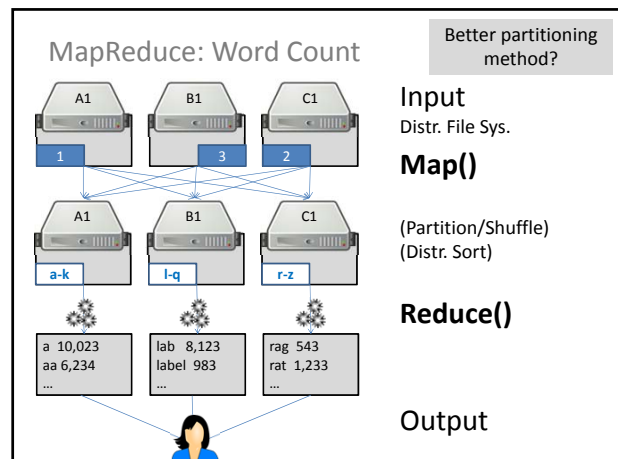 MapReduce: Word Count
Better partitioning
method?
A1
B1
C1
Input
Distr. File Sys.
1
3
2
Map()
A1
B1
C1
(Partition/Shuffle)
(Distr. Sort)
a-k
l-q
r-z
Reduce()
a 10,023
aa 6,234
...
lab 8,123
label 983
...
rag 543
rat 1,233
...
Output